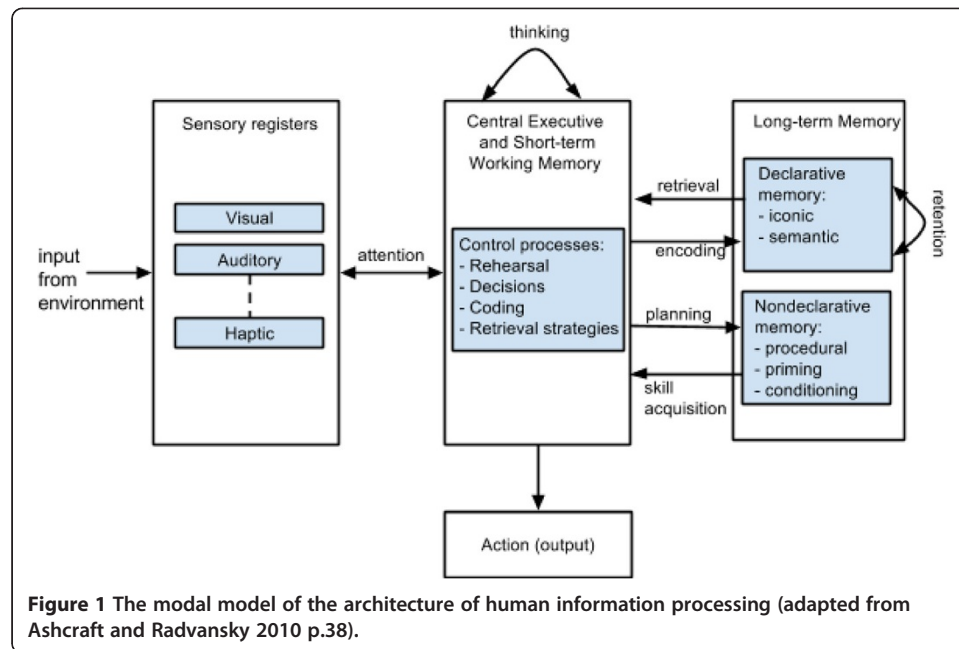 thinking
Sensory registers
Visual
Auditory
Haptic
input
from
environment
attention
Central Executive
and Short-term
Working Memory
Control processes:
- Rehearsal
- Decisions
- Coding
- Retrieval strategies
retrieval
encoding
planning
skill
acquisition
Long-term Memory
Declarative
memory:
- iconic
- semantic
retention
Nondeclarative
memory:
- procedural
- priming
- conditioning
Action (output)
Figure 1 The modal model of the architecture of human information processing (adapted from
Ashcraft and Radvansky 2010 p.38).